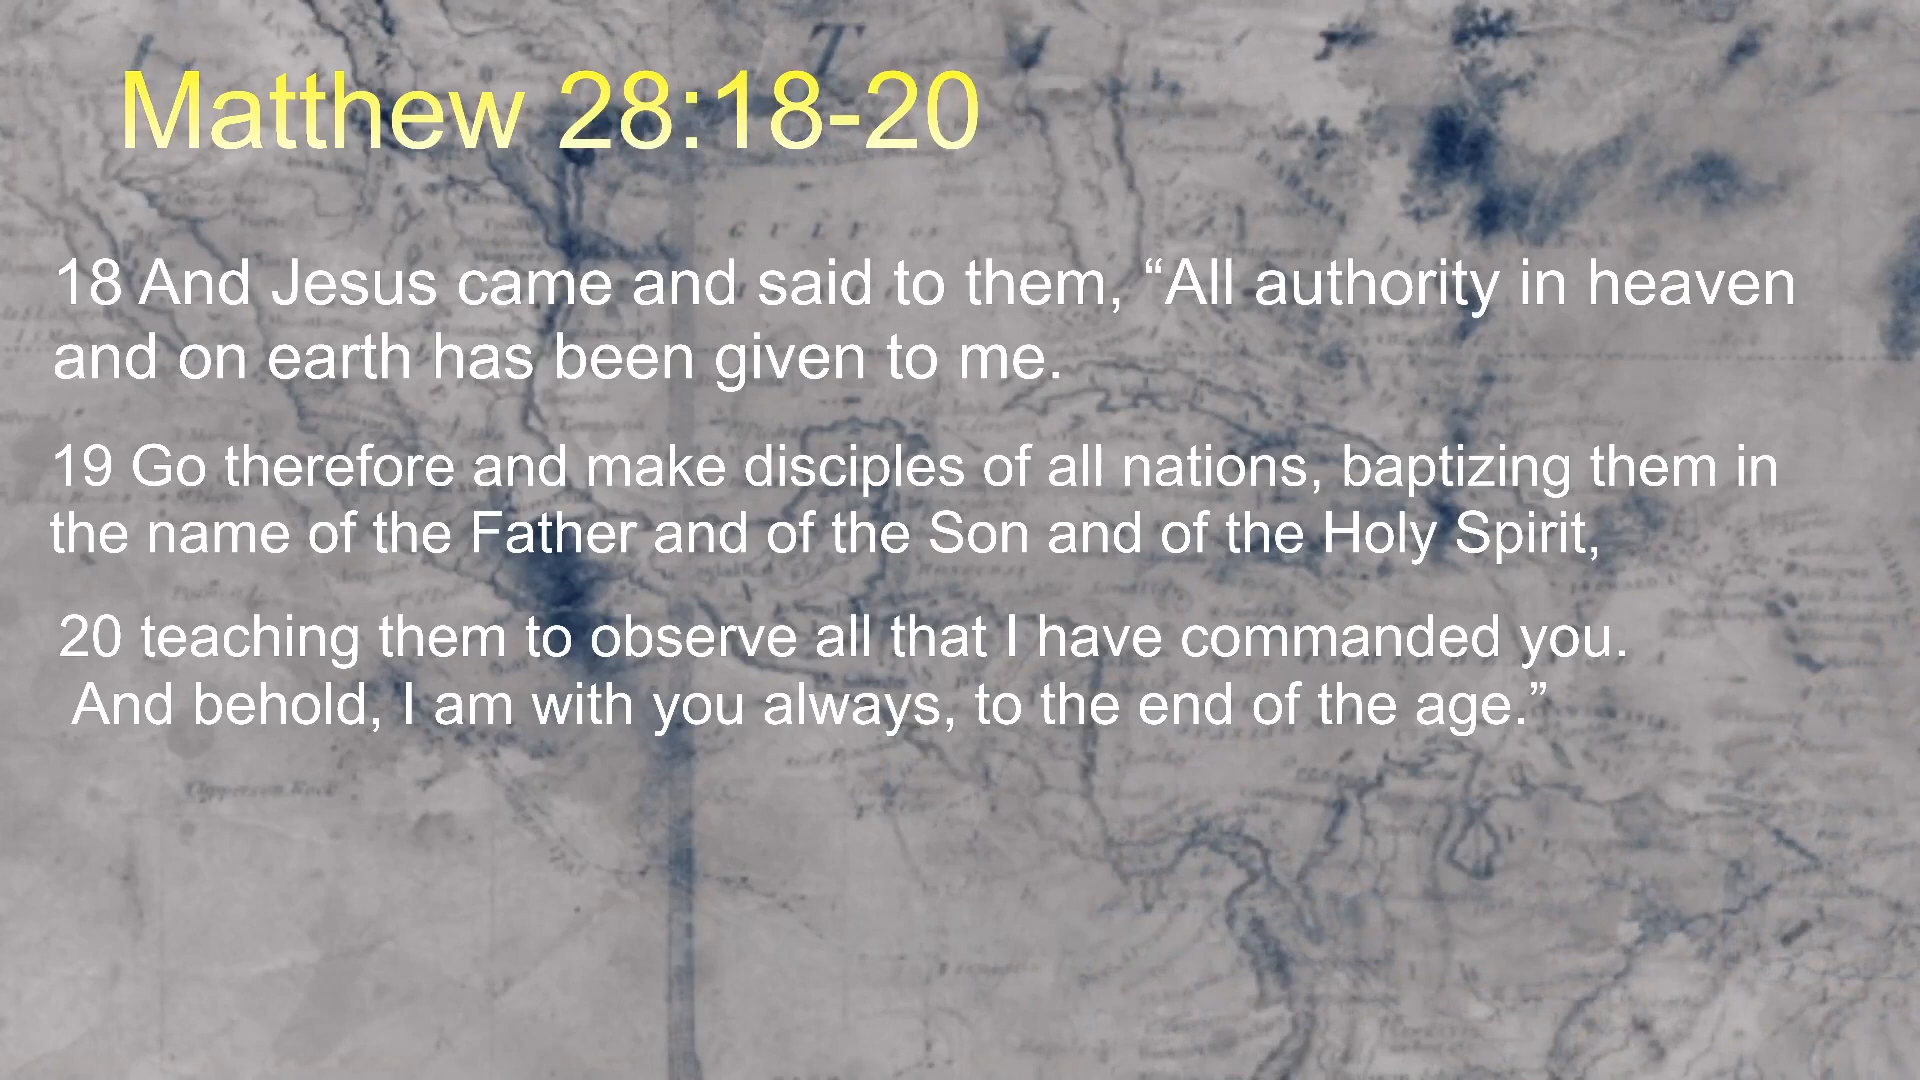 Matthew 28:18-20
18 And Jesus came and said to them, “All authority in heaven
and on earth has been given to me.
19 Go therefore and make disciples of all nations, baptizing them in
the name of the Father and of the Son and of the Holy Spirit,
20 teaching them to observe all that I have commanded you.
And behold, I am with you always, to the end of the age.”